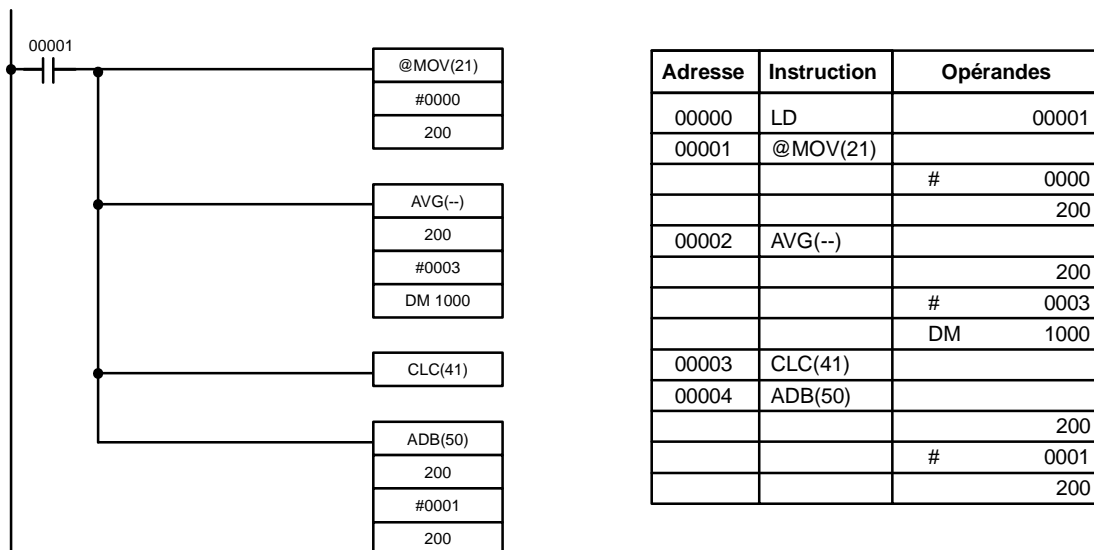 00001
@MOV(21)
#0000
200
AVG(--)
200
#0003
DM 1000
CLC(41)
ADB(50)
200
#0001
200
Adresse Instruction Opérandes
00000 LD 00001
00001 @MOV(21)
# 0000
200
00002 AVG(--)
200
# 0003
DM 1000
00003 CLC(41)
00004 ADB(50)
200
# 0001
200